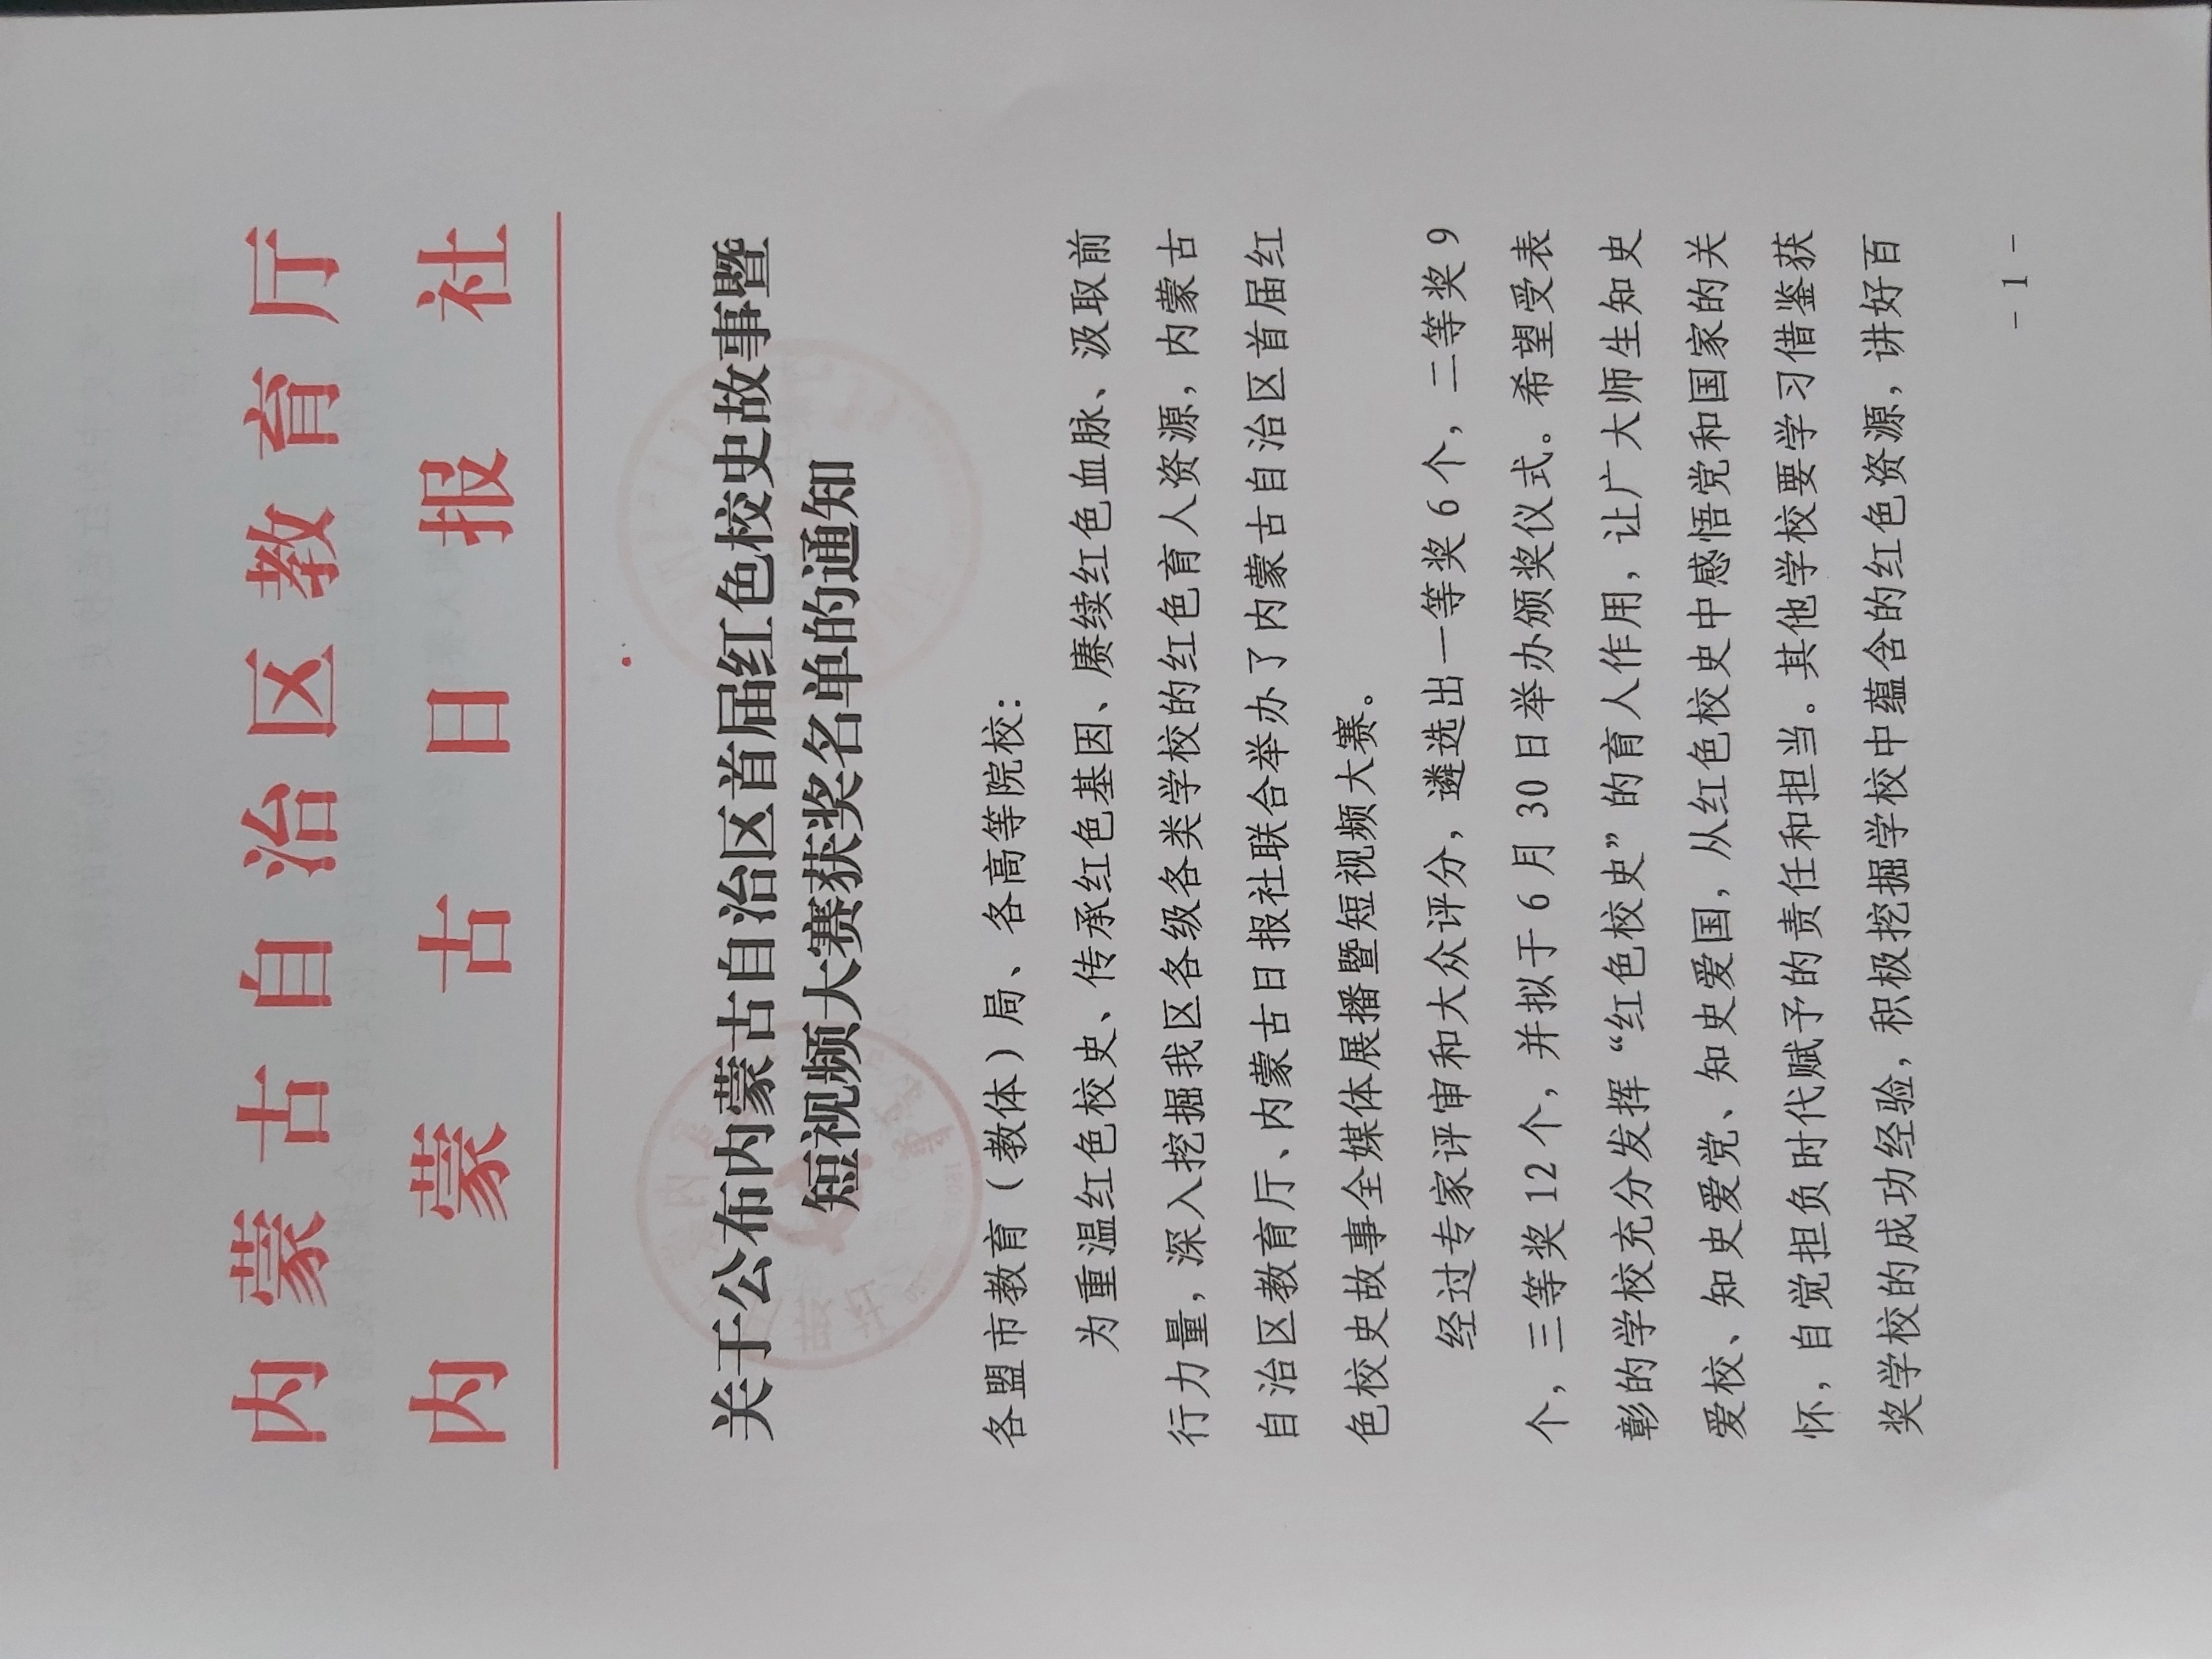 内蒙古自治区教育厅
内蒙古日报社
关于公布内蒙古自治区首届红色校史故事暨
短视频大赛获奖名单的通知
各盟市教育（教体）局、各高等院校：
为重温红色校史、传承红色基因、赓续红色血脉、汲取前
行力量，深入挖掘我区各级各类学校的红色育人资源，内蒙古
自治区教育厅、内蒙古日报社联合举办了内蒙古自治区首届红
色校史故事全媒体展播暨短视频大赛。
经过专家评审和大众评分，遴选出一等奖6个，二等奖9
个，三等奖12个，并拟于6月30日举办颁奖仪式。希望受表
彰的学校充分发挥“红色校史”的育人作用，让广大师生知史
爱校、知史爱党、知史爱国，从红色校史中感悟党和国家的关
怀，自觉担负时代赋予的责任和担当。其他学校要学习借鉴获
奖学校的成功经验，积极挖掘学校中蕴含的红色资源，讲好百
- 1 -